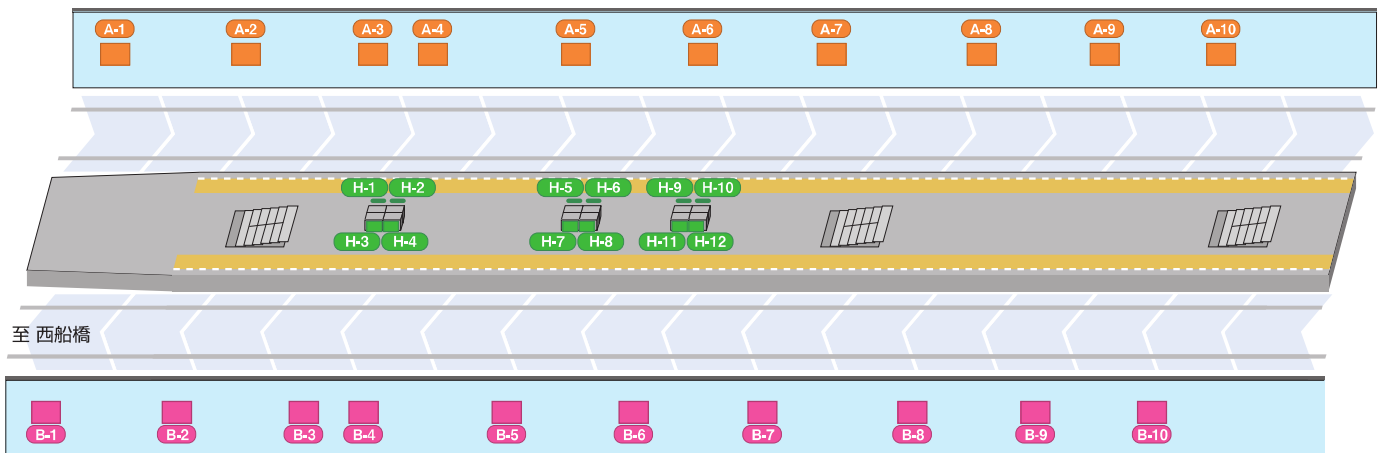 A-1 A-2 A-3 A-4 A-5 A-6 A-7 A-8 A-9 A-10
H-1 H-2 H-5 H-6 H-9 H-10
H-3 H-4 H-7 H-8 H-11 H-12
至 西船橋
B-1 B-2 B-3 B-4 B-5 B-6 B-7 B-8 B-9 B-10